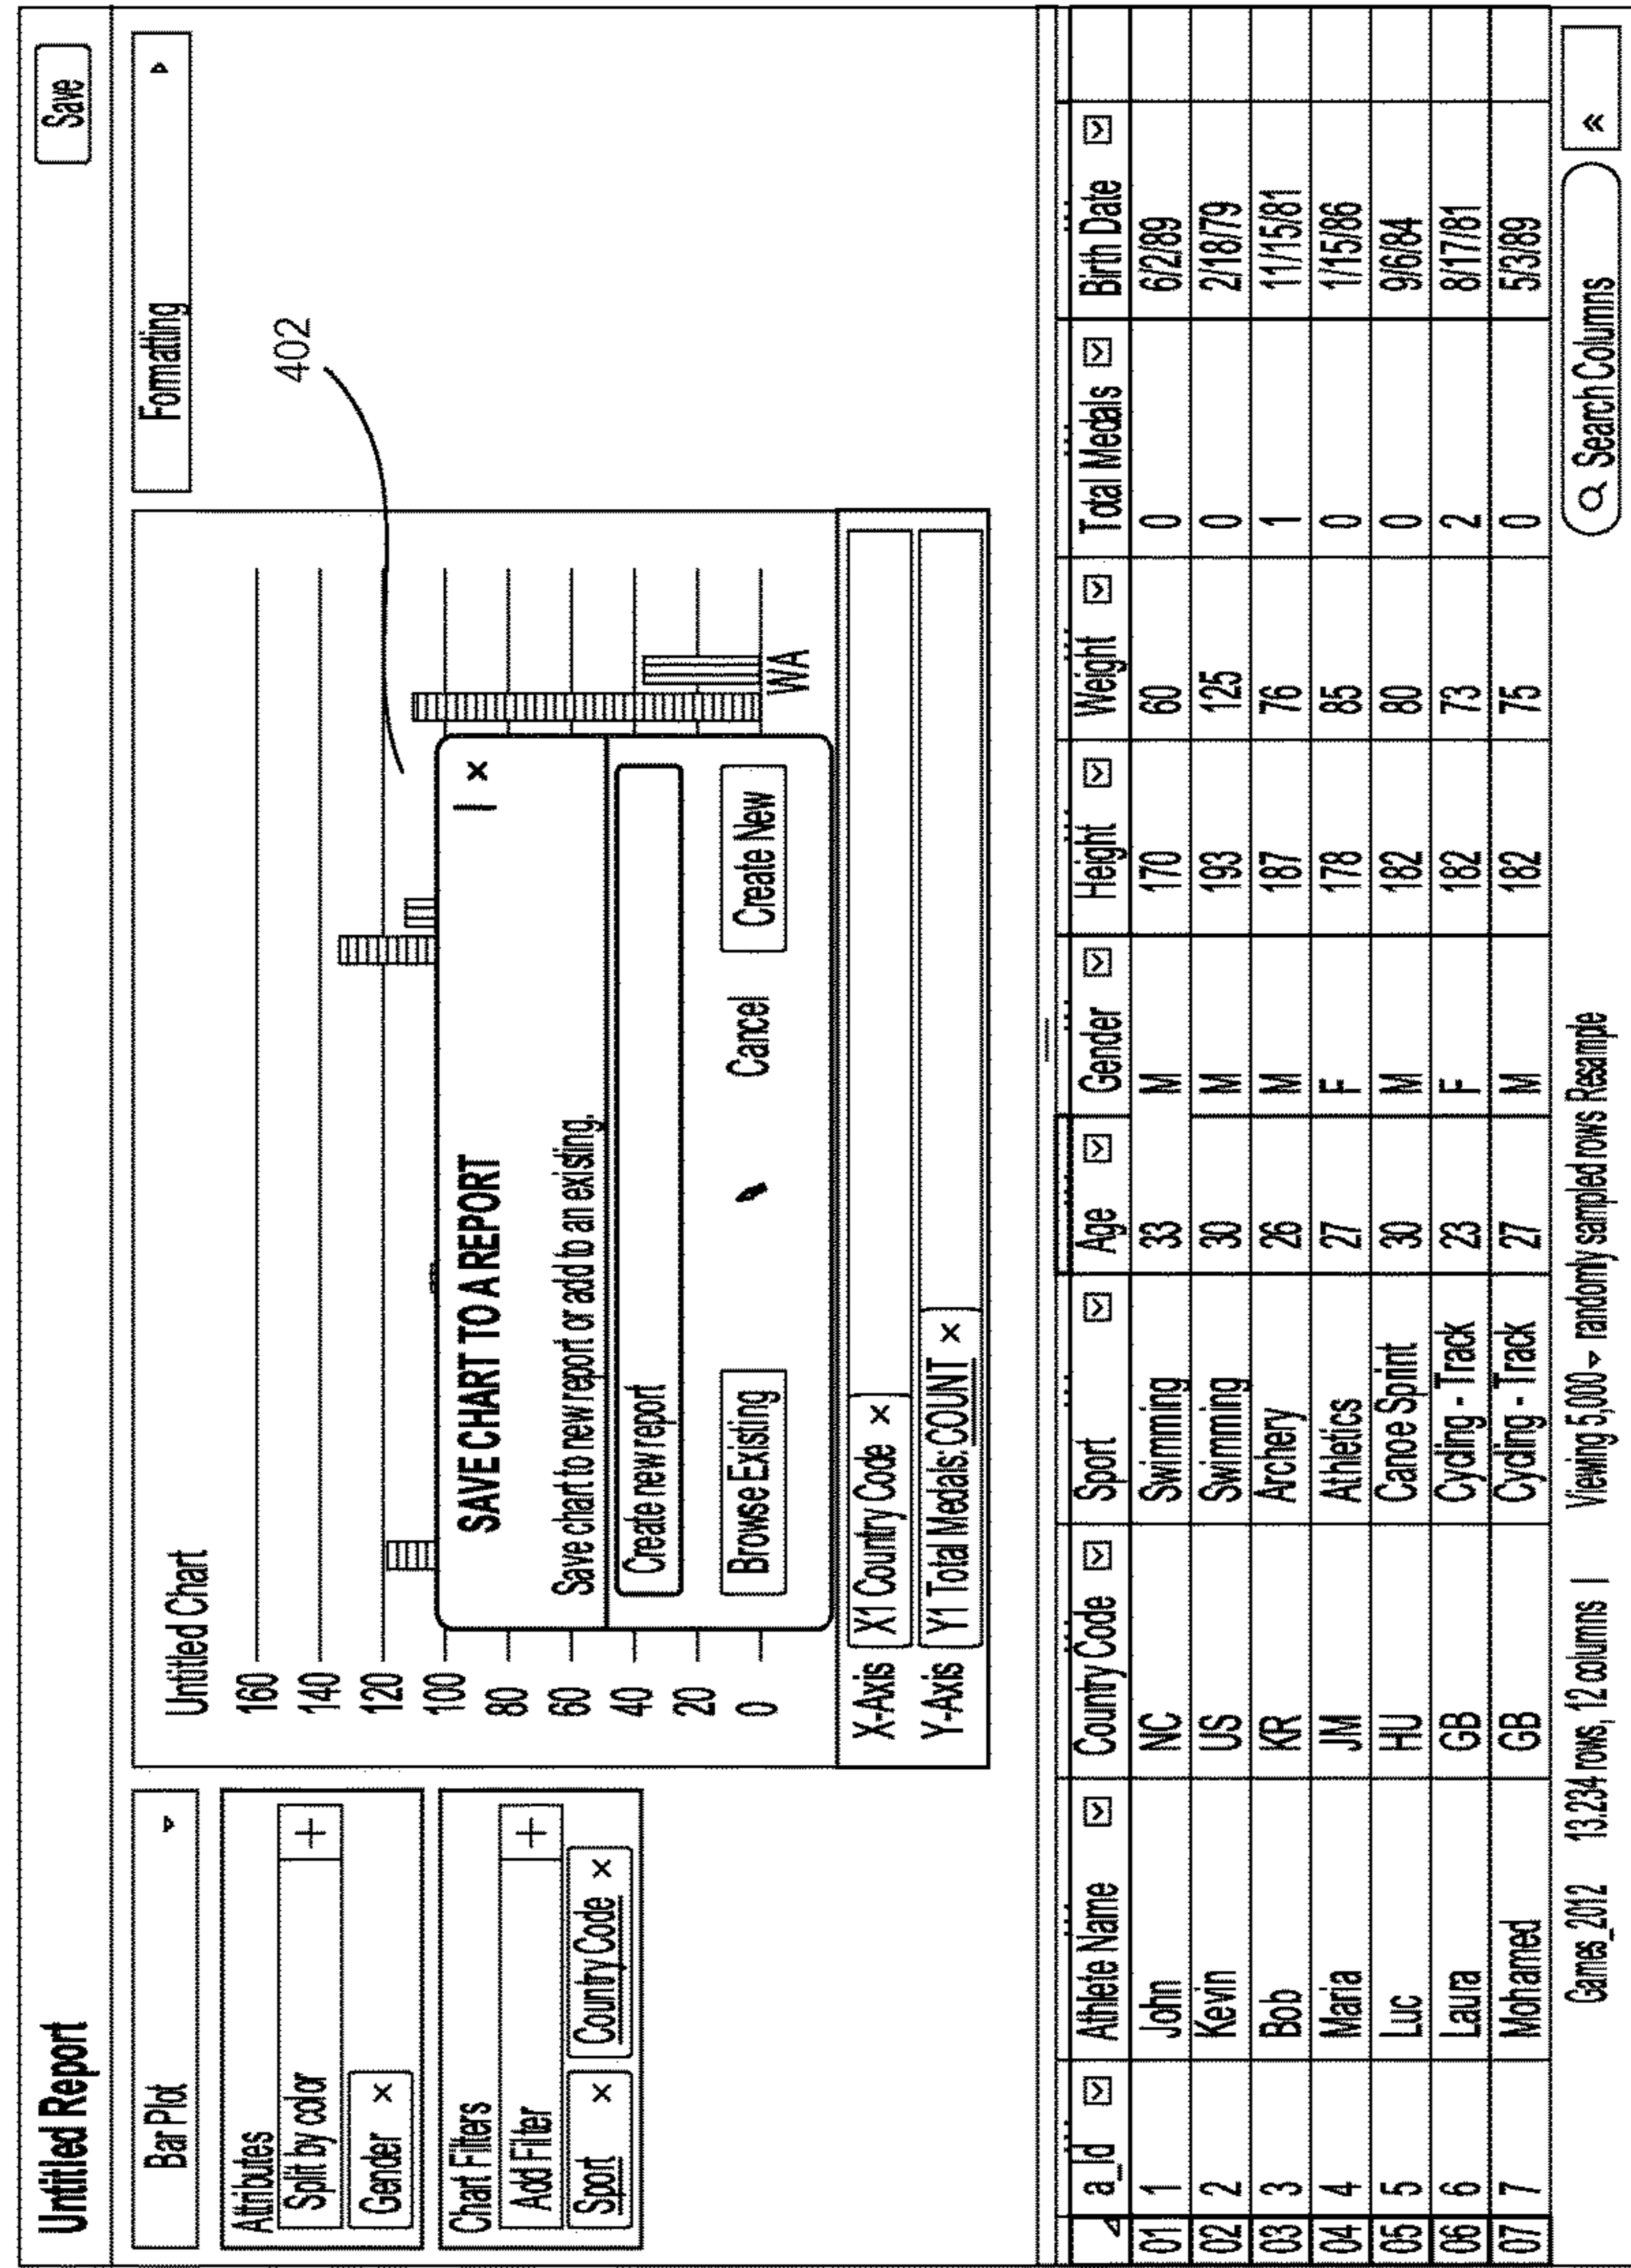 Untitled Report
Save
Bar Plot
Formatting
402
Attributes
Split by color
Gender ×
Chart Filters
Add Filter
Sport × Country Code ×
Untitled Chart
160
140
120
100
80
60
40
20
0
WA
SAVE CHART TO A REPORT | ×
Save chart to new report or add to an existing.
Create new report
Browse Existing Cancel Create New
X-Axis X1 Country Code ×
Y-Axis Y1 Total Medals: COUNT ×
a_Id Athlete Name Country Code Sport Age Gender Height Weight Total Medals Birth Date
01 1 John NC Swimming 33 M 170 60 0 6/2/89
02 2 Kevin US Swimming 30 M 193 125 0 2/18/79
03 3 Bob KR Archery 26 M 187 76 1 11/15/81
04 4 Maria JM Athletics 27 F 178 85 0 1/15/86
05 5 Luc HU Canoe Sprint 30 M 182 80 0 9/6/84
06 6 Laura GB Cycling - Track 23 F 182 73 2 8/17/81
07 7 Mohamed GB Cycling - Track 27 M 182 75 0 5/3/89
Games_2012 13.234 rows, 12 columns | Viewing 5,000 randomly sampled rows Resample Search Columns «